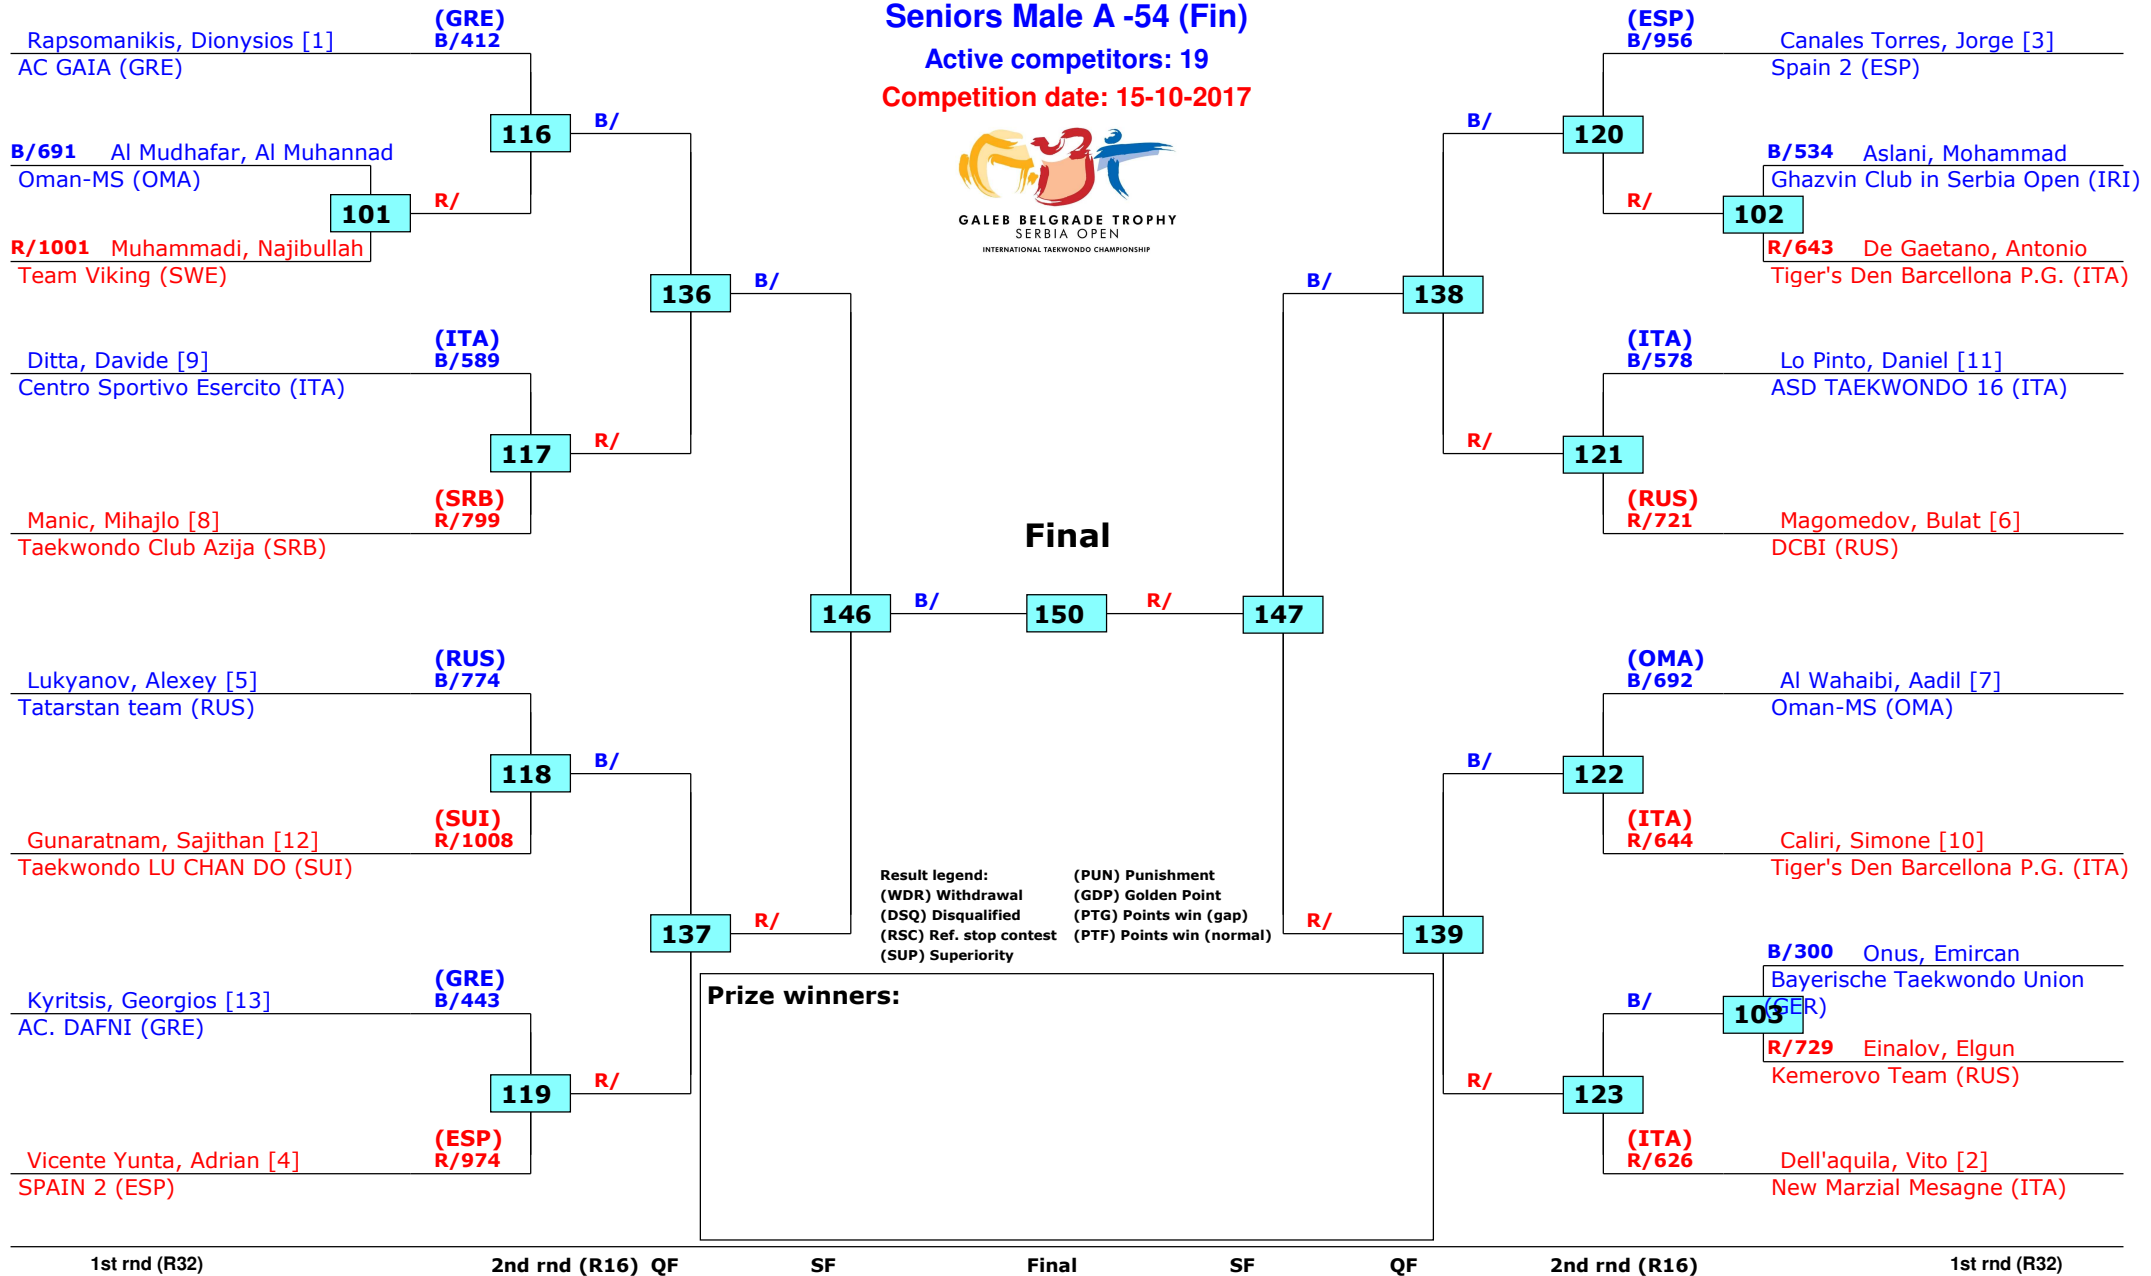 Seniors Male A -54 (Fin)
Active competitors: 19
Competition date: 15-10-2017
GALEB BELGRADE TROPHY
SERBIA OPEN
INTERNATIONAL TAEKWONDO CHAMPIONSHIP
(GRE)
Rapsomanikis, Dionysios [1] B/412
AC GAIA (GRE)
116 B/
B/691 Al Mudhafar, Al Muhannad
Oman-MS (OMA)
101 R/
R/1001 Muhammadi, Najibullah
Team Viking (SWE)
136 B/
(ITA)
Ditta, Davide [9] B/589
Centro Sportivo Esercito (ITA)
117 R/
(SRB)
Manic, Mihajlo [8] R/799
Taekwondo Club Azija (SRB)
146 B/
(RUS)
Lukyanov, Alexey [5] B/774
Tatarstan team (RUS)
118 B/
(SUI)
Gunaratnam, Sajithan [12] R/1008
Taekwondo LU CHAN DO (SUI)
137 R/
(GRE)
Kyritsis, Georgios [13] B/443
AC. DAFNI (GRE)
119 R/
(ESP)
Vicente Yunta, Adrian [4] R/974
SPAIN 2 (ESP)
Final
150
(ESP)
B/956 Canales Torres, Jorge [3]
Spain 2 (ESP)
B/ 120
B/534 Aslani, Mohammad
Ghazvin Club in Serbia Open (IRI)
R/ 102
R/643 De Gaetano, Antonio
Tiger's Den Barcellona P.G. (ITA)
B/ 138
(ITA)
B/578 Lo Pinto, Daniel [11]
ASD TAEKWONDO 16 (ITA)
R/ 121
(RUS)
R/721 Magomedov, Bulat [6]
DCBI (RUS)
R/ 147
(OMA)
B/692 Al Wahaibi, Aadil [7]
Oman-MS (OMA)
B/ 122
(ITA)
R/644 Caliri, Simone [10]
Tiger's Den Barcellona P.G. (ITA)
R/ 139
B/300 Onus, Emircan
Bayerische Taekwondo Union
(GER)
B/ 103
R/729 Einalov, Elgun
Kemerovo Team (RUS)
R/ 123
(ITA)
R/626 Dell'aquila, Vito [2]
New Marzial Mesagne (ITA)
Result legend: (PUN) Punishment
(WDR) Withdrawal (GDP) Golden Point
(DSQ) Disqualified (PTG) Points win (gap)
(RSC) Ref. stop contest (PTF) Points win (normal)
(SUP) Superiority
Prize winners:
1st rnd (R32) 2nd rnd (R16) QF SF Final SF QF 2nd rnd (R16) 1st rnd (R32)